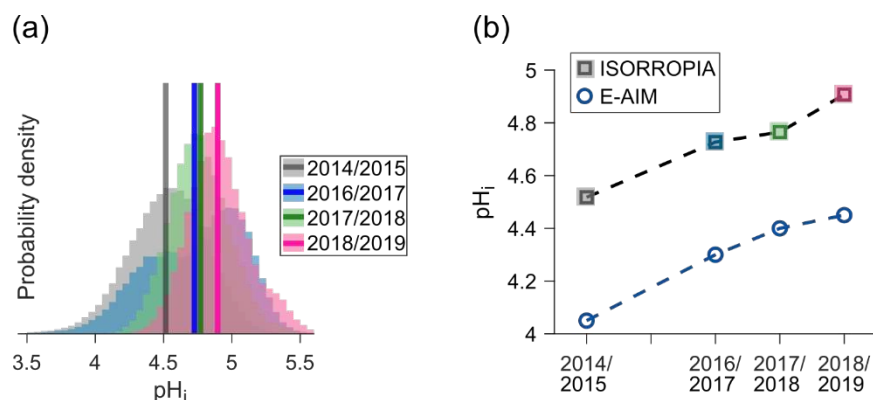 (a)
Probability density
2014/2015
2016/2017
2017/2018
2018/2019
3.5 4 4.5 5 5.5
pHi
(b)
ISORROPIA
E-AIM
pHi
5
4.8
4.6
4.4
4.2
4
2014/ 2016/ 2017/ 2018/
2015 2017 2018 2019